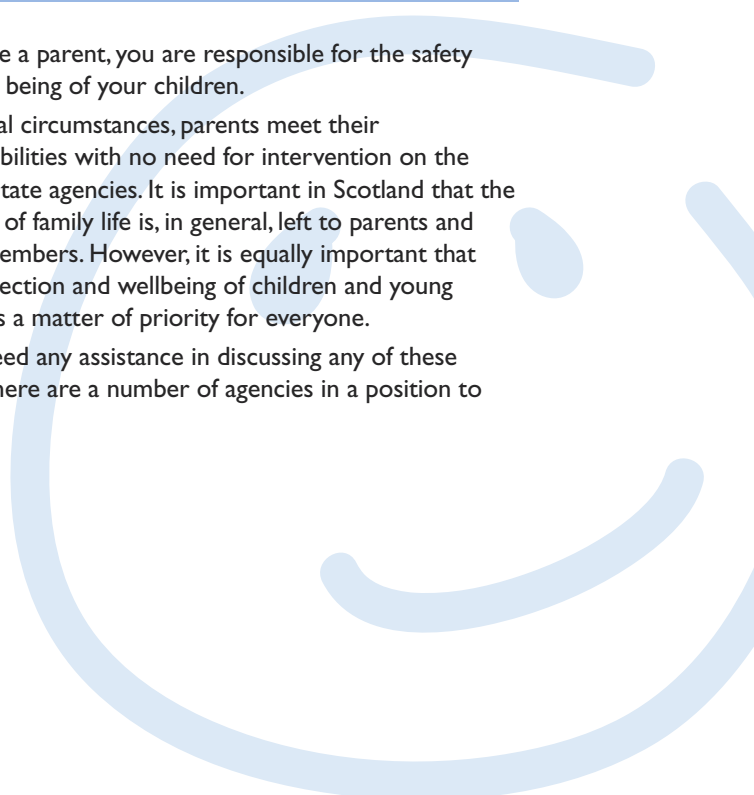 e a parent, you are responsible for the safety
being of your children.
al circumstances, parents meet their
bilities with no need for intervention on the
tate agencies. It is important in Scotland that the
of family life is, in general, left to parents and
embers. However, it is equally important that
ection and wellbeing of children and young
s a matter of priority for everyone.
eed any assistance in discussing any of these
here are a number of agencies in a position to